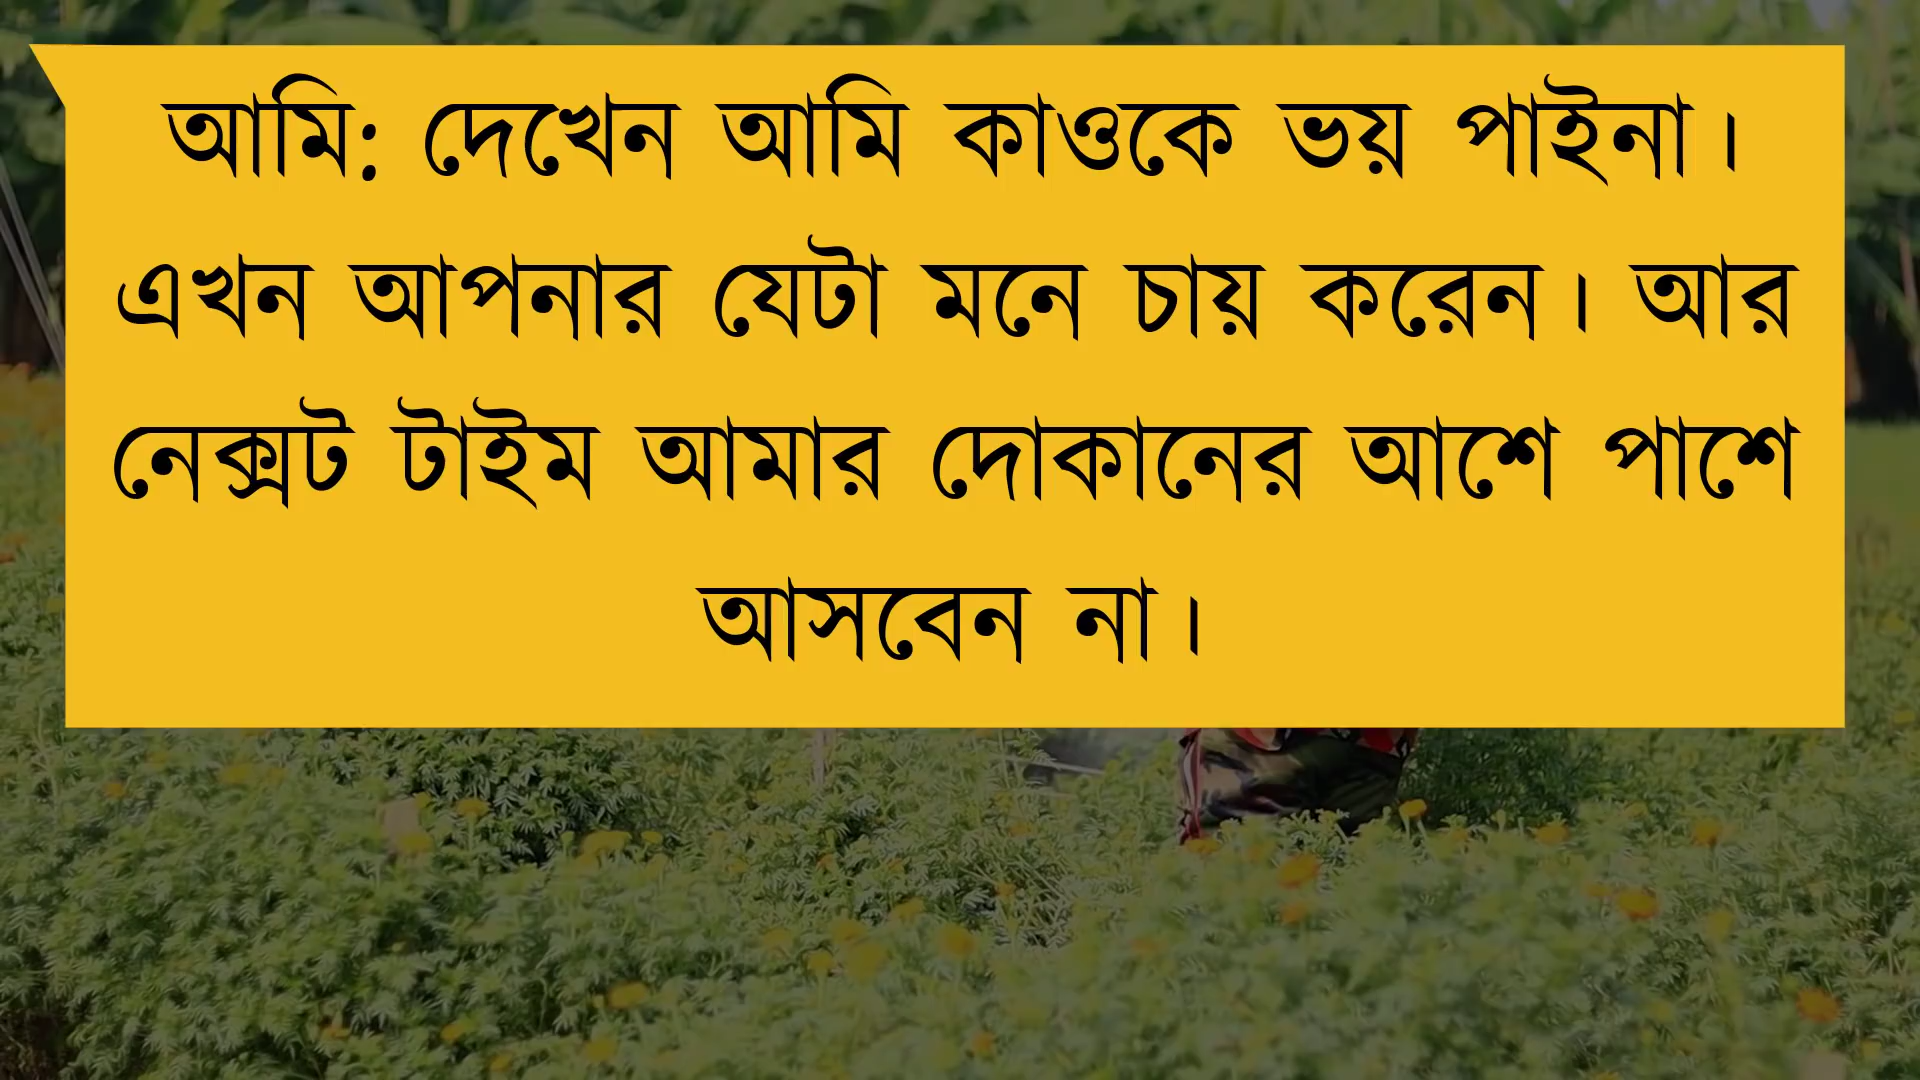 আমি: দেখেন আমি কাওকে ভয় পাইনা।
এখন আপনার যেটা মনে চায় করেন। আর
নেক্সট টাইম আমার দোকানের আশে পাশে
আসবেন না।